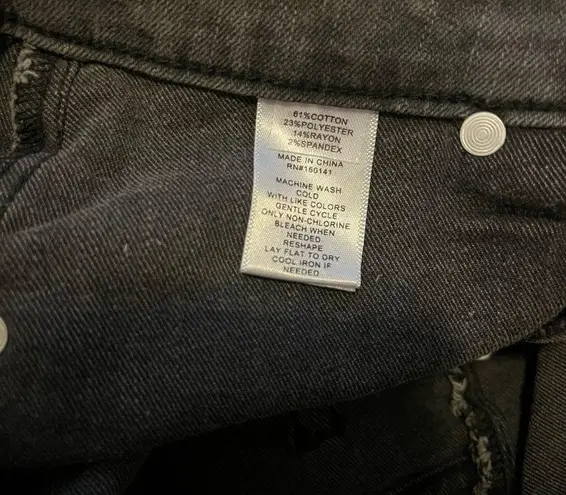 61%COTTON
23%POLYESTER
14%RAYON
2%SPANDEX
MADE IN CHINA
RN#160141
MACHINE WASH
COLD
WITH LIKE COLORS
GENTLE CYCLE
ONLY NON-CHLORINE
BLEACH WHEN
NEEDED
RESHAPE
LAY FLAT TO DRY
COOL IRON IF
NEEDED